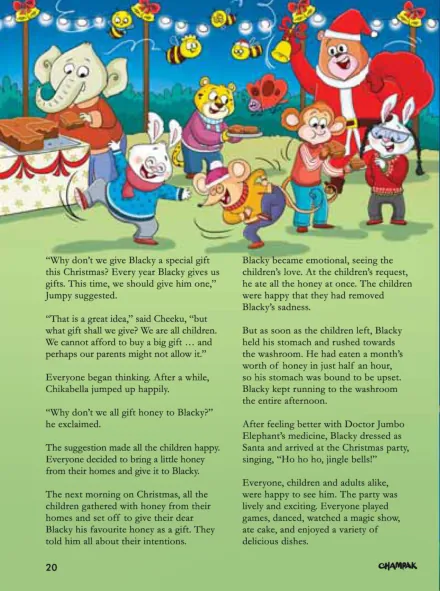 “Why don’t we give Blacky a special gift
this Christmas? Every year Blacky gives us
gifts. This time, we should give him one,”
Jumpy suggested.
“That is a great idea,” said Cheeku, “but
what gift shall we give? We are all children.
We cannot afford to buy a big gift … and
perhaps our parents might not allow it.”
Everyone began thinking. After a while,
Chikabella jumped up happily.
“Why don’t we all gift honey to Blacky?”
he exclaimed.
The suggestion made all the children happy.
Everyone decided to bring a little honey
from their homes and give it to Blacky.
The next morning on Christmas, all the
children gathered with honey from their
homes and set off to give their dear
Blacky his favourite honey as a gift. They
told him all about their intentions.
Blacky became emotional, seeing the
children’s love. At the children’s request,
he ate all the honey at once. The children
were happy that they had removed
Blacky’s sadness.
But as soon as the children left, Blacky
held his stomach and rushed towards
the washroom. He had eaten a month’s
worth of honey in just half an hour,
so his stomach was bound to be upset.
Blacky kept running to the washroom
the entire afternoon.
After feeling better with Doctor Jumbo
Elephant’s medicine, Blacky dressed as
Santa and arrived at the Christmas party,
singing, “Ho ho ho, jingle bells!”
Everyone, children and adults alike,
were happy to see him. The party was
lively and exciting. Everyone played
games, danced, watched a magic show,
ate cake, and enjoyed a variety of
delicious dishes.
20
CHAMPAK